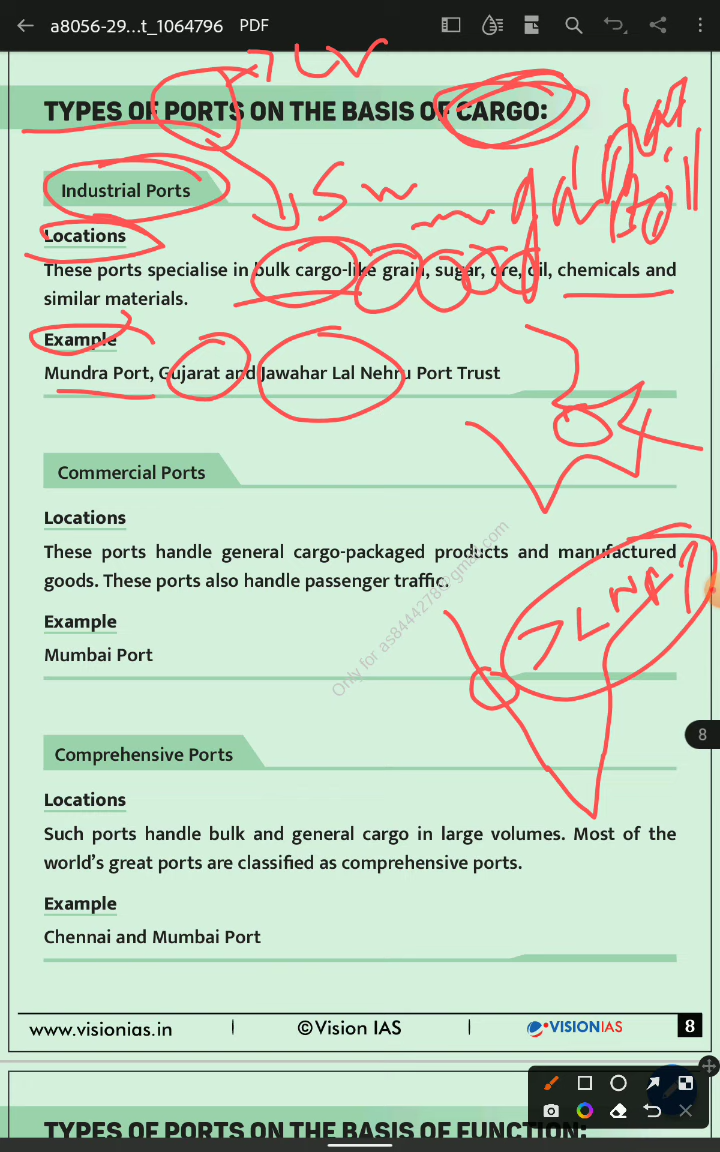 a8056-29...t_1064796 PDF
TYPES OF PORTS ON THE BASIS OF CARGO:
Industrial Ports
Locations
These ports specialise in bulk cargo-like grain, sugar, ore, oil, chemicals and
similar materials.
Example
Mundra Port, Gujarat and Jawahar Lal Nehru Port Trust
Commercial Ports
Locations
These ports handle general cargo-packaged products and manufactured
goods. These ports also handle passenger traffic.
Example
Mumbai Port
8
Comprehensive Ports
Locations
Such ports handle bulk and general cargo in large volumes. Most of the
world's great ports are classified as comprehensive ports.
Example
Chennai and Mumbai Port
www.visionias.in | ©Vision IAS | VISIONIAS 8
TYPES OF PORTS ON THE BASIS OF FUNCTION: